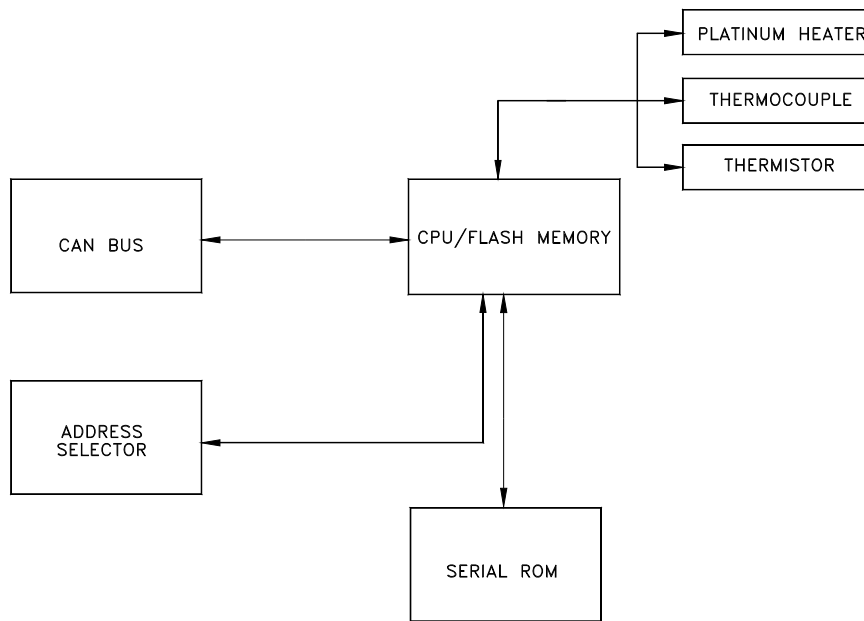 PLATINUM HEATER
THERMOCOUPLE
THERMISTOR
CAN BUS
CPU/FLASH MEMORY
ADDRESS
SELECTOR
SERIAL ROM